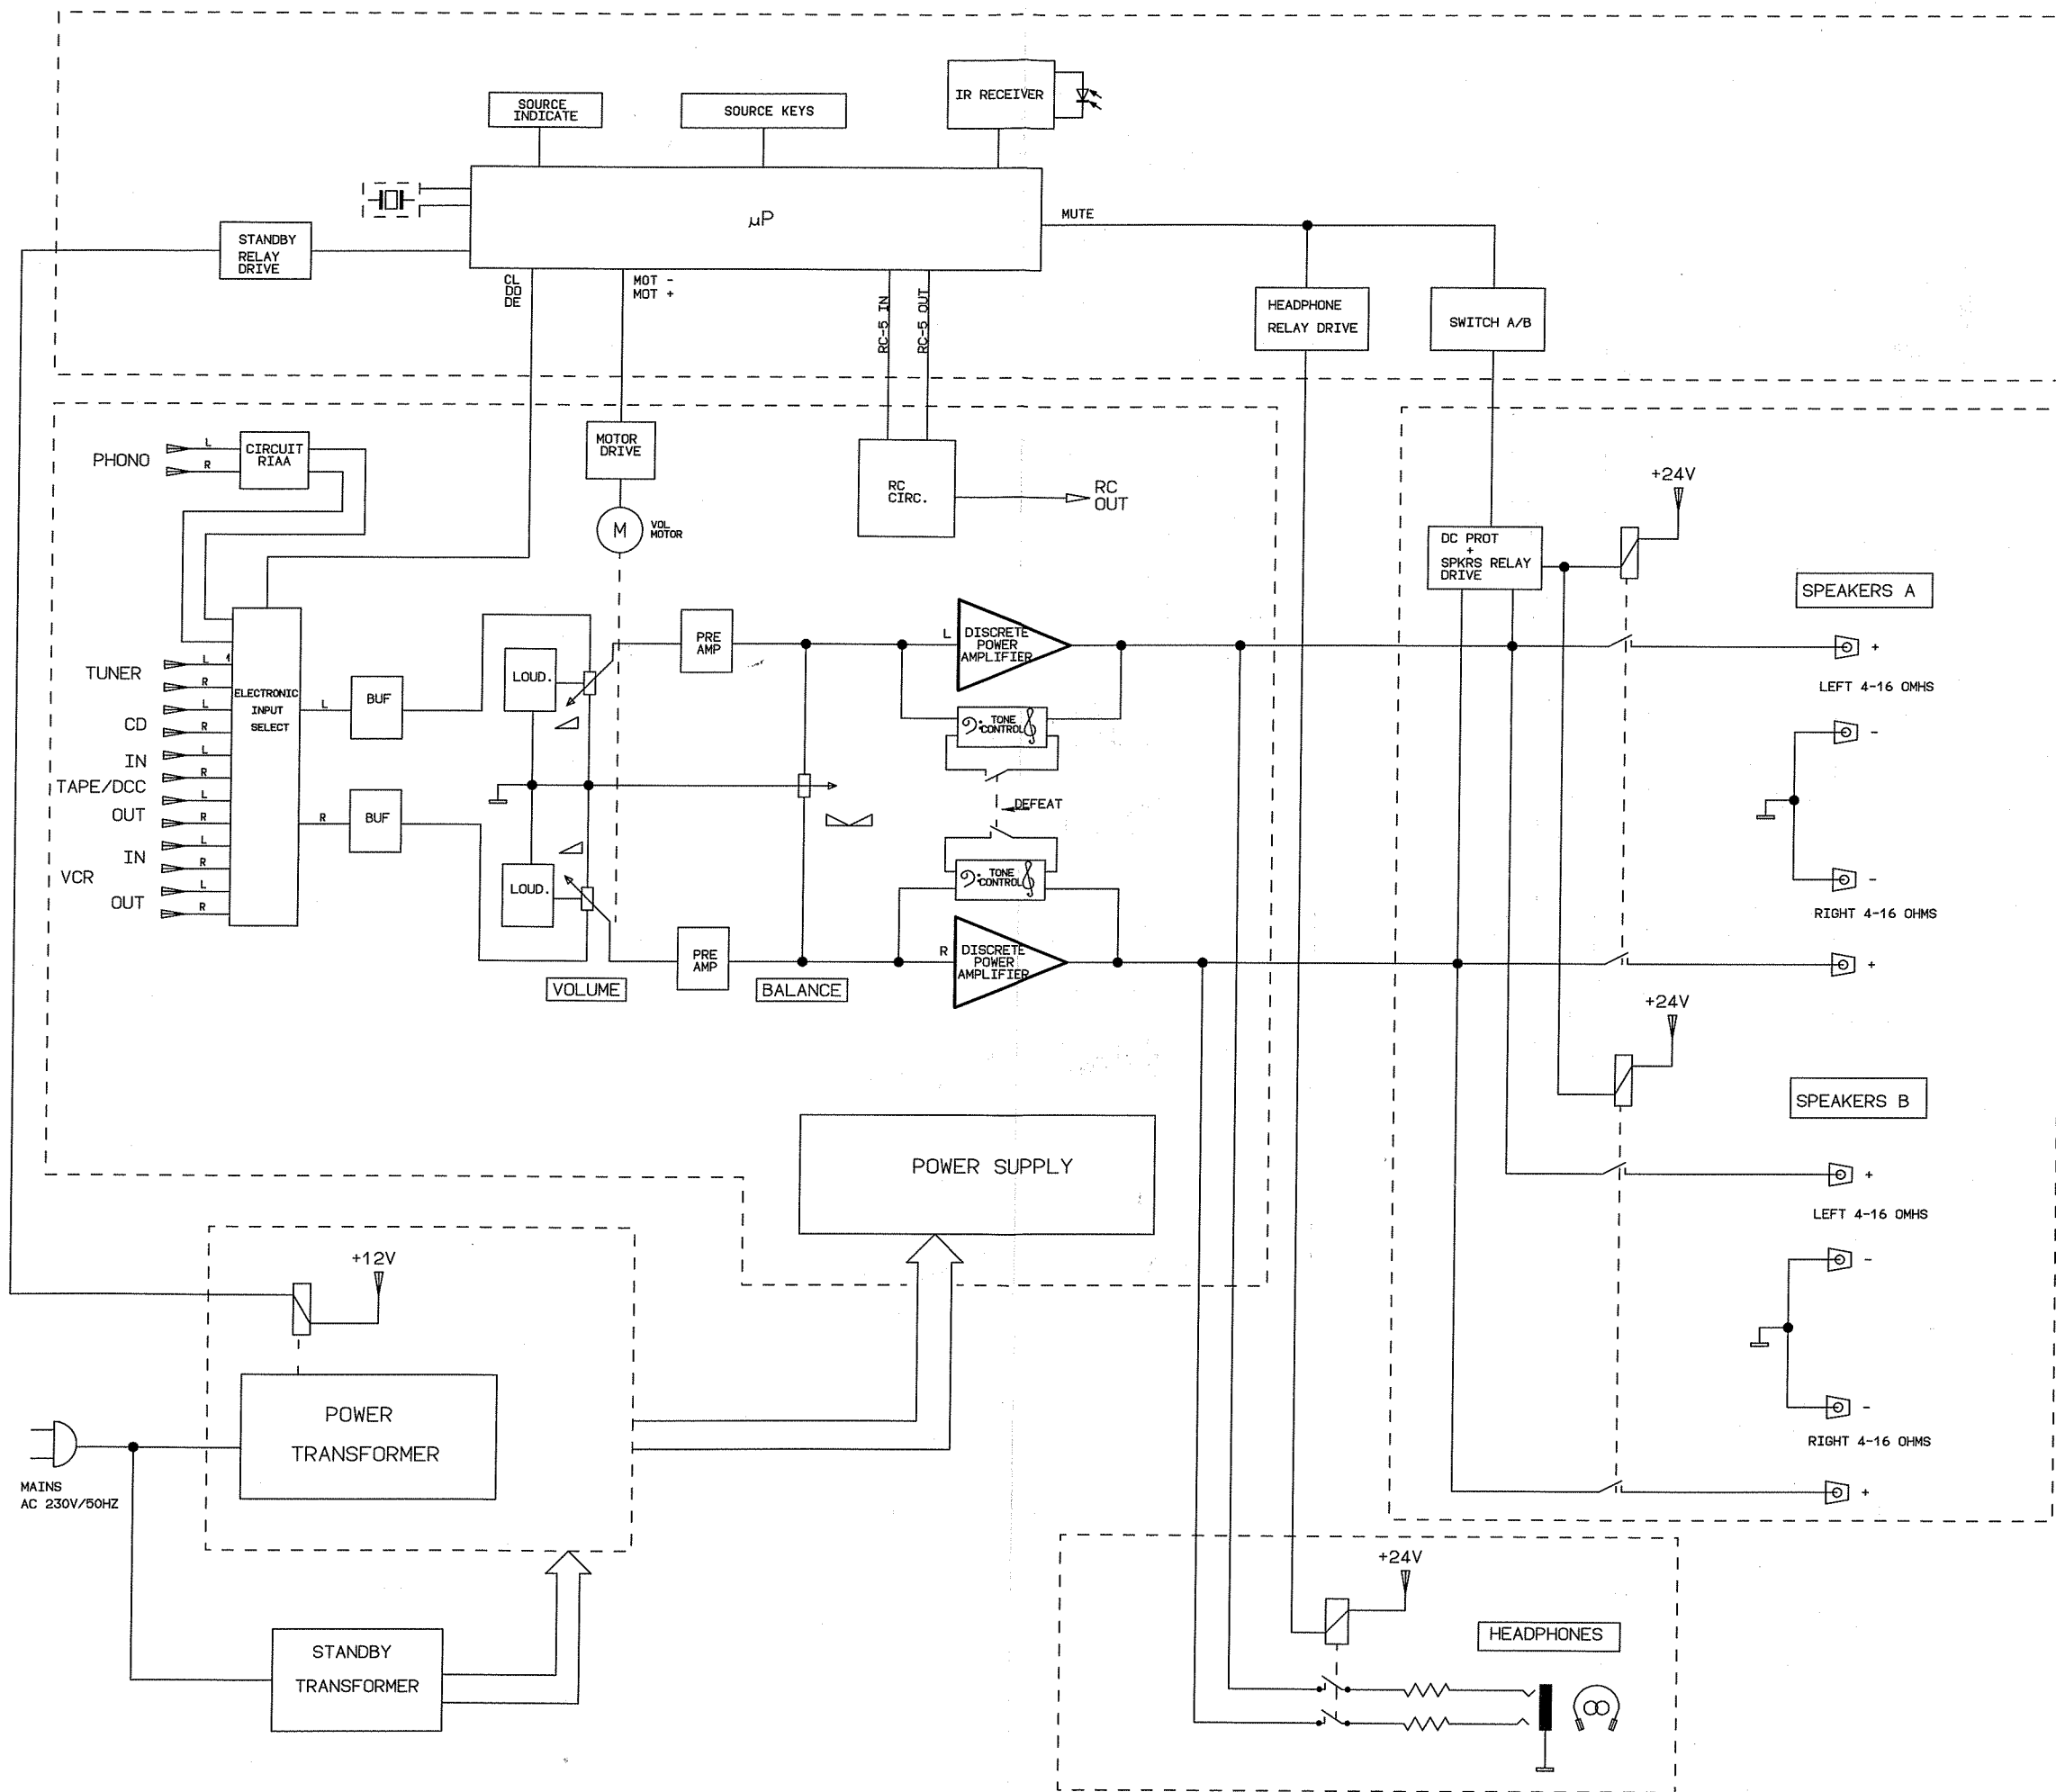 SOURCE
INDICATE
SOURCE KEYS
IR RECEIVER
µP
MUTE
STANDBY
RELAY
DRIVE
CL
DO
DE
MOT -
MOT +
RC-5 IN
RC-5 OUT
HEADPHONE
RELAY DRIVE
SWITCH A/B
PHONO
L
R
CIRCUIT
RIAA
MOTOR
DRIVE
M
VOL
MOTOR
RC
CIRC.
RC
OUT
+24V
DC PROT
+
SPKRS RELAY
DRIVE
SPEAKERS A
+
LEFT 4-16 OMHS
-
-
RIGHT 4-16 OHMS
+
TUNER
L
R
CD
L
R
IN
L
R
TAPE/DCC
OUT
L
R
IN
L
R
VCR
OUT
L
R
ELECTRONIC
INPUT
SELECT
L
BUF
R
BUF
LOUD.
LOUD.
PRE
AMP
PRE
AMP
L
DISCRETE
POWER
AMPLIFIER
TONE
CONTROL
DEFEAT
TONE
CONTROL
R
DISCRETE
POWER
AMPLIFIER
VOLUME
BALANCE
+24V
SPEAKERS B
+
LEFT 4-16 OMHS
-
-
RIGHT 4-16 OHMS
+
POWER SUPPLY
+12V
POWER
TRANSFORMER
MAINS
AC 230V/50HZ
STANDBY
TRANSFORMER
+24V
HEADPHONES